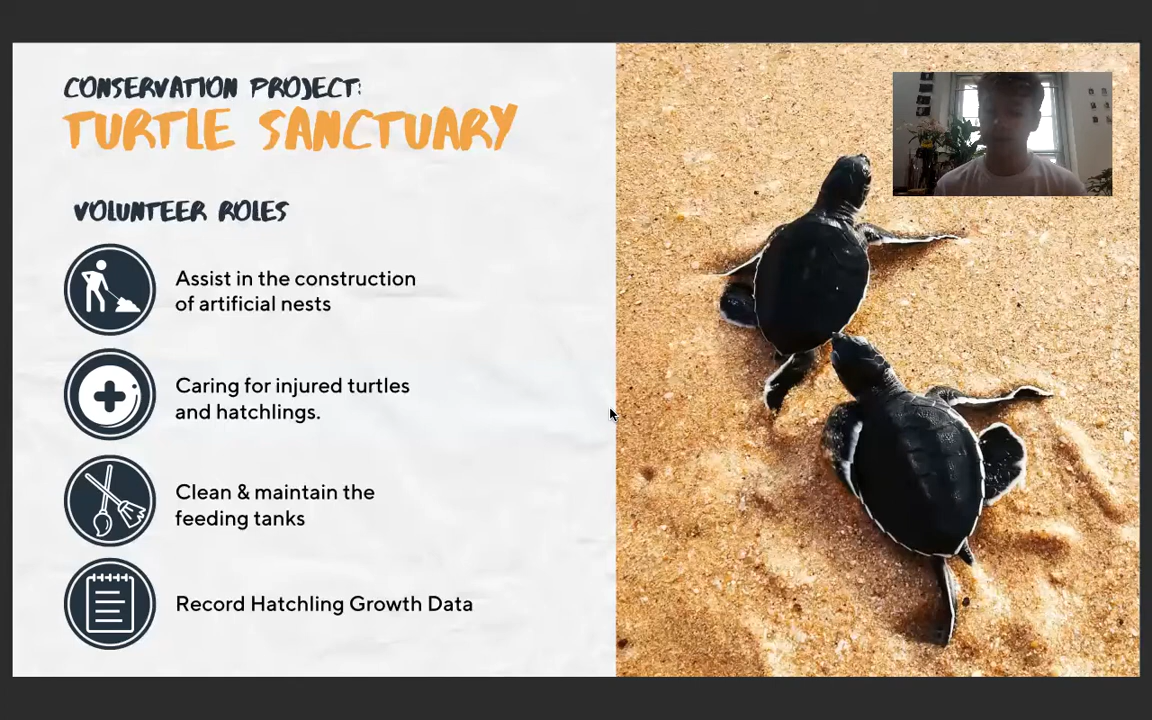 CONSERVATION PROJECT:
TURTLE SANCTUARY
VOLUNTEER ROLES
Assist in the construction
of artificial nests
Caring for injured turtles
and hatchlings.
Clean & maintain the
feeding tanks
Record Hatchling Growth Data